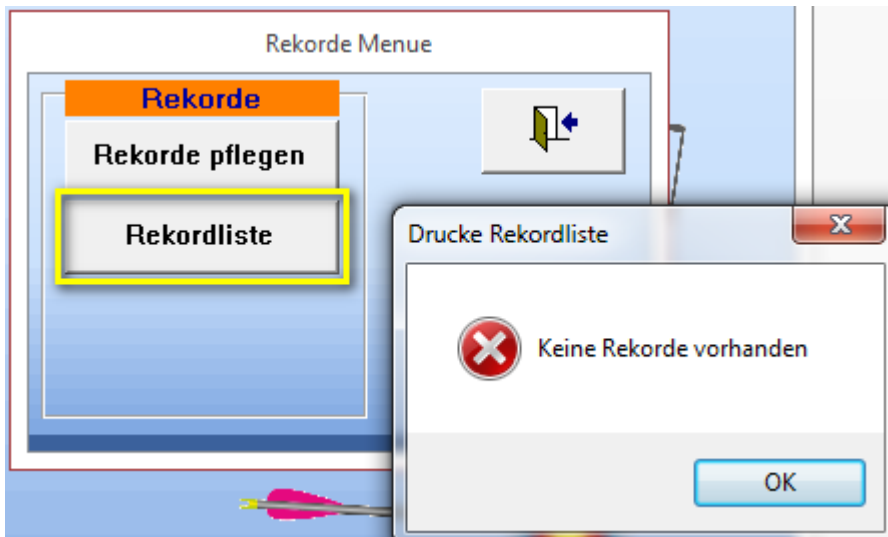 Rekorde Menue
Rekorde
Rekorde pflegen
Rekordliste
Drucke Rekordliste
Keine Rekorde vorhanden
OK